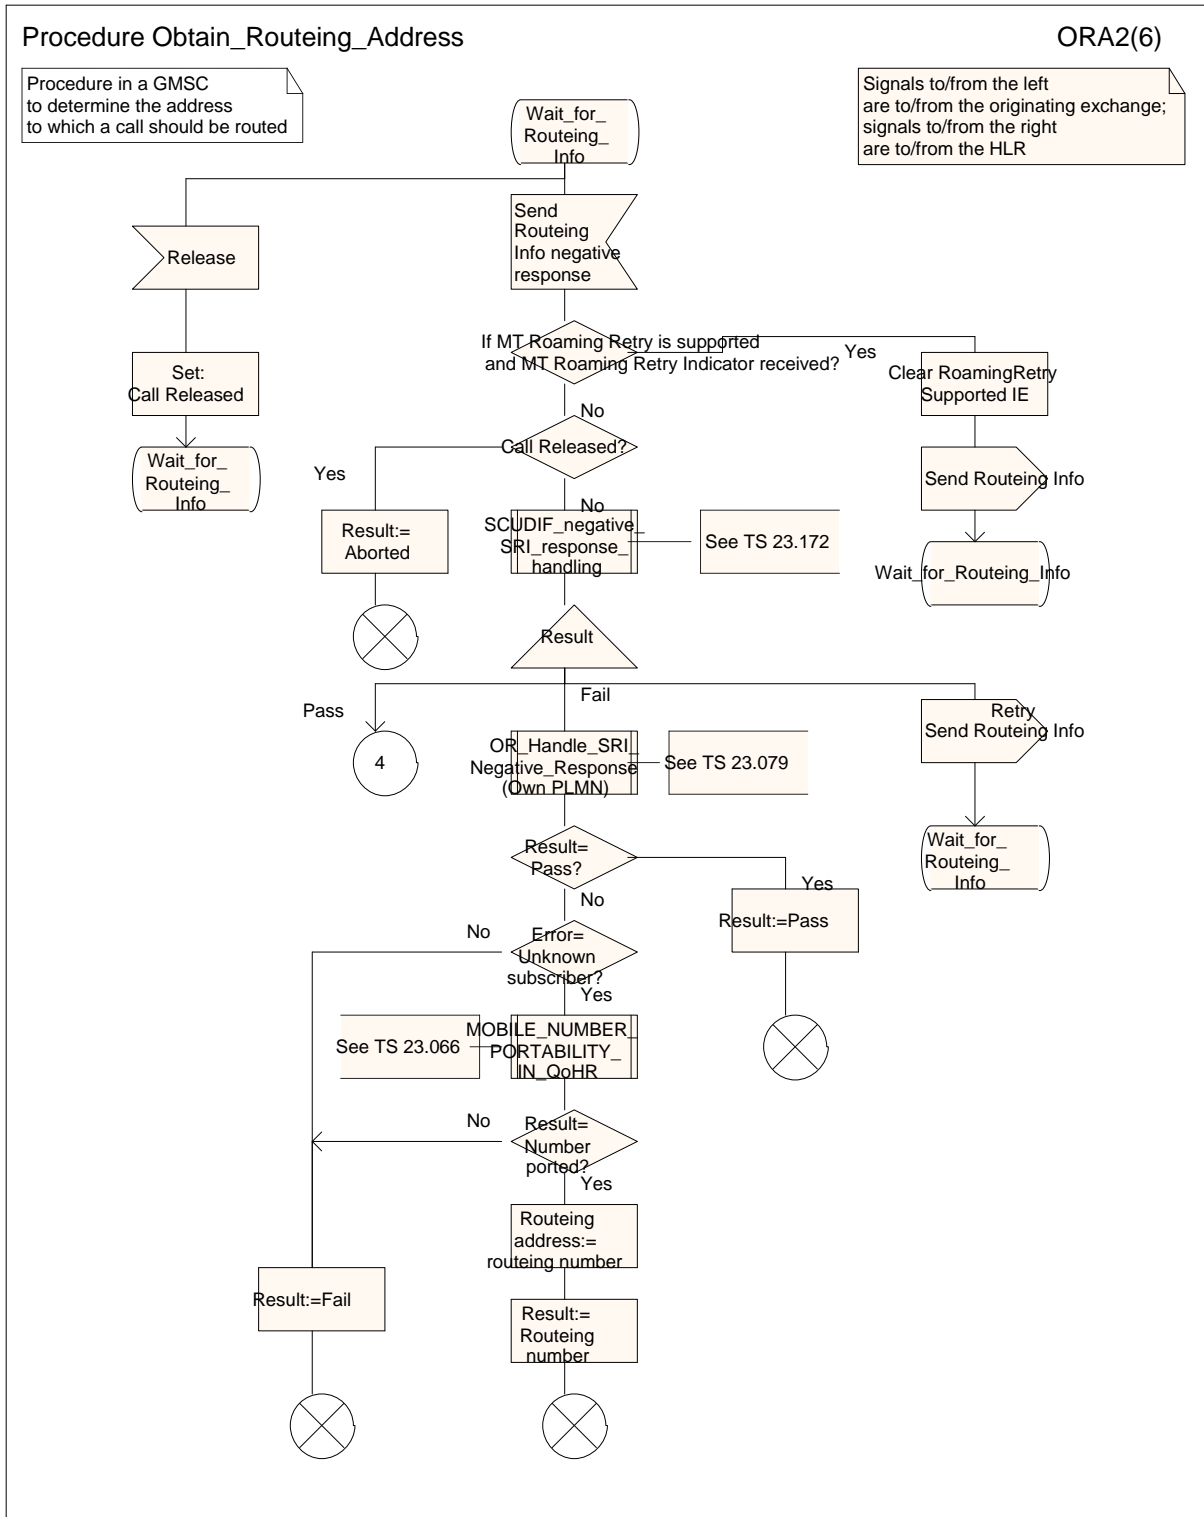 Procedure Obtain_Routeing_Address
ORA2(6)
Procedure in a GMSC
to determine the address
to which a call should be routed
Signals to/from the left
are to/from the originating exchange;
signals to/from the right
are to/from the HLR
Wait_for_
Routeing_
Info
Release
Send
Routeing
Info negative
response
If MT Roaming Retry is supported
and MT Roaming Retry Indicator received?
Yes
Set:
Call Released
Clear RoamingRetry
Supported IE
No
Call Released?
Yes
Wait_for_
Routeing_
Info
Send Routeing Info
No
Result:=
Aborted
SCUDIF_negative_
SRI_response_
handling
See TS 23.172
Wait_for_Routeing_Info
Result
Pass
Fail
Retry
Send Routeing Info
4
OR_Handle_SRI_
Negative_Response
(Own PLMN)
See TS 23.079
Result=
Pass?
Yes
Wait_for_
Routeing_
Info
No
Result:=Pass
No
Error=
Unknown
subscriber?
Yes
See TS 23.066
MOBILE_NUMBER_
PORTABILITY_
IN_QoHR
No
Result=
Number
ported?
Yes
Routeing
address:=
routeing number
Result:=Fail
Result:=
Routeing
number